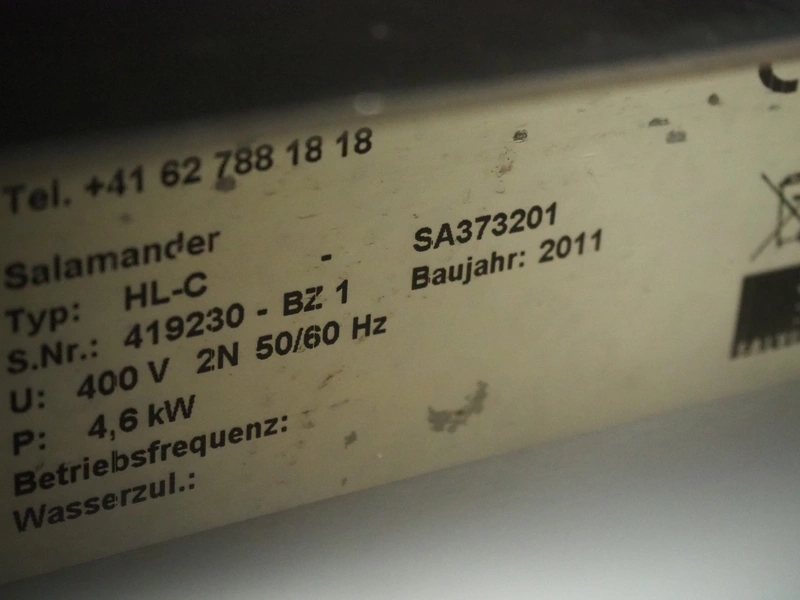 Tel. +41 62 788 18 18
Salamander - SA373201
Typ: HL-C Baujahr: 2011
S.Nr.: 419230 - BZ 1
U: 400 V 2N 50/60 Hz
P: 4,6 kW
Betriebsfrequenz:
Wasserzul.: